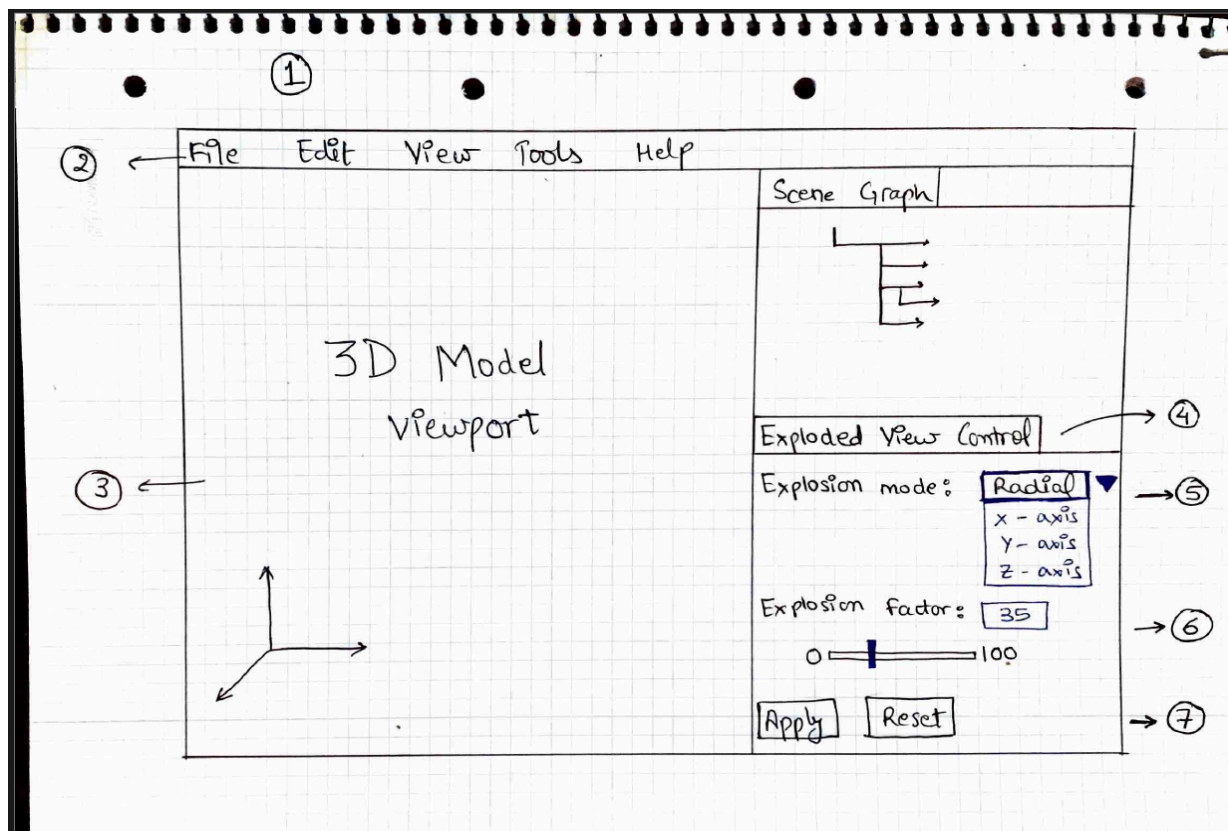 1
2
File Edit View Tools Help
Scene Graph
3D Model
Viewport
3
Exploded View Control
4
Explosion mode: Radial
5
X - axis
Y - axis
Z - axis
Explosion factor: 35
6
0 100
Apply Reset
7